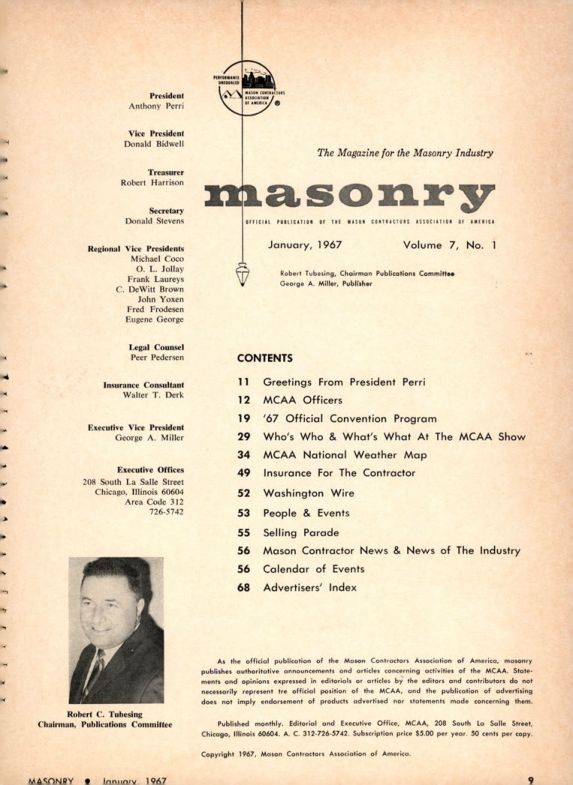 PERFORMANCE
UNEQUALED
MASON CONTRACTORS
ASSOCIATION
OF AMERICA
®
President
Anthony Perri
Vice President
Donald Bidwell
Treasurer
Robert Harrison
Secretary
Donald Stevens
Regional Vice Presidents
Michael Coco
O. L. Jollay
Frank Laureys
C. DeWitt Brown
John Yoxen
Fred Frodesen
Eugene George
Legal Counsel
Peer Pedersen
Insurance Consultant
Walter T. Derk
Executive Vice President
George A. Miller
Executive Offices
208 South La Salle Street
Chicago, Illinois 60604
Area Code 312
726-5742
Robert C. Tubesing
Chairman, Publications Committee
The Magazine for the Masonry Industry
masonry
OFFICIAL PUBLICATION OF THE MASON CONTRACTORS ASSOCIATION OF AMERICA
January, 1967 Volume 7, No. 1
Robert Tubesing, Chairman Publications Committee
George A. Miller, Publisher
CONTENTS
11 Greetings From President Perri
12 MCAA Officers
19 '67 Official Convention Program
29 Who's Who & What's What At The MCAA Show
34 MCAA National Weather Map
49 Insurance For The Contractor
52 Washington Wire
53 People & Events
55 Selling Parade
56 Mason Contractor News & News of The Industry
56 Calendar of Events
68 Advertisers' Index
As the official publication of the Mason Contractors Association of America, masonry
publishes authoritative announcements and articles concerning activities of the MCAA. State-
ments and opinions expressed in editorials or articles by the editors and contributors do not
necessarily represent tre official position of the MCAA, and the publication of advertising
does not imply endorsement of products advertised nor statements made concerning them.
Published monthly. Editorial and Executive Office, MCAA, 208 South La Salle Street,
Chicago, Illinois 60604. A. C. 312-726-5742. Subscription price $5.00 per year. 50 cents per copy.
Copyright 1967, Mason Contractors Association of America.
MASONRY • January, 1967 9